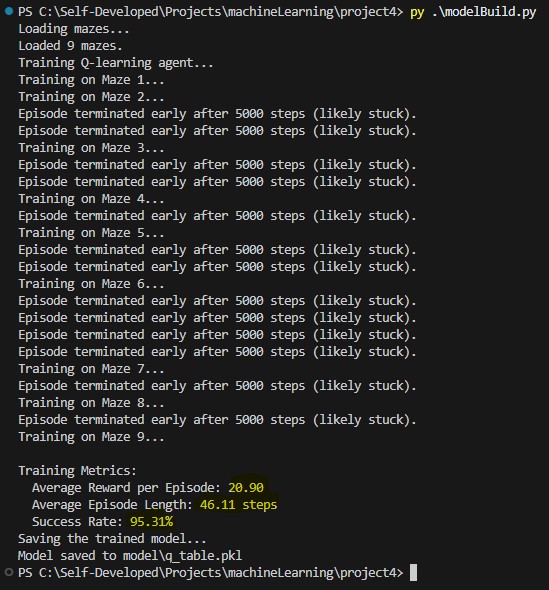 PS C:\Self-Developed\Projects\machineLearning\project4> py .\modelBuild.py
Loading mazes...
Loaded 9 mazes.
Training Q-learning agent...
Training on Maze 1...
Training on Maze 2...
Episode terminated early after 5000 steps (likely stuck).
Episode terminated early after 5000 steps (likely stuck).
Training on Maze 3...
Episode terminated early after 5000 steps (likely stuck).
Episode terminated early after 5000 steps (likely stuck).
Training on Maze 4...
Episode terminated early after 5000 steps (likely stuck).
Training on Maze 5...
Episode terminated early after 5000 steps (likely stuck).
Episode terminated early after 5000 steps (likely stuck).
Training on Maze 6...
Episode terminated early after 5000 steps (likely stuck).
Episode terminated early after 5000 steps (likely stuck).
Episode terminated early after 5000 steps (likely stuck).
Episode terminated early after 5000 steps (likely stuck).
Training on Maze 7...
Episode terminated early after 5000 steps (likely stuck).
Training on Maze 8...
Episode terminated early after 5000 steps (likely stuck).
Training on Maze 9...
Training Metrics:
Average Reward per Episode: 20.90
Average Episode Length: 46.11 steps
Success Rate: 95.31%
Saving the trained model...
Model saved to model\q_table.pkl
PS C:\Self-Developed\Projects\machineLearning\project4>